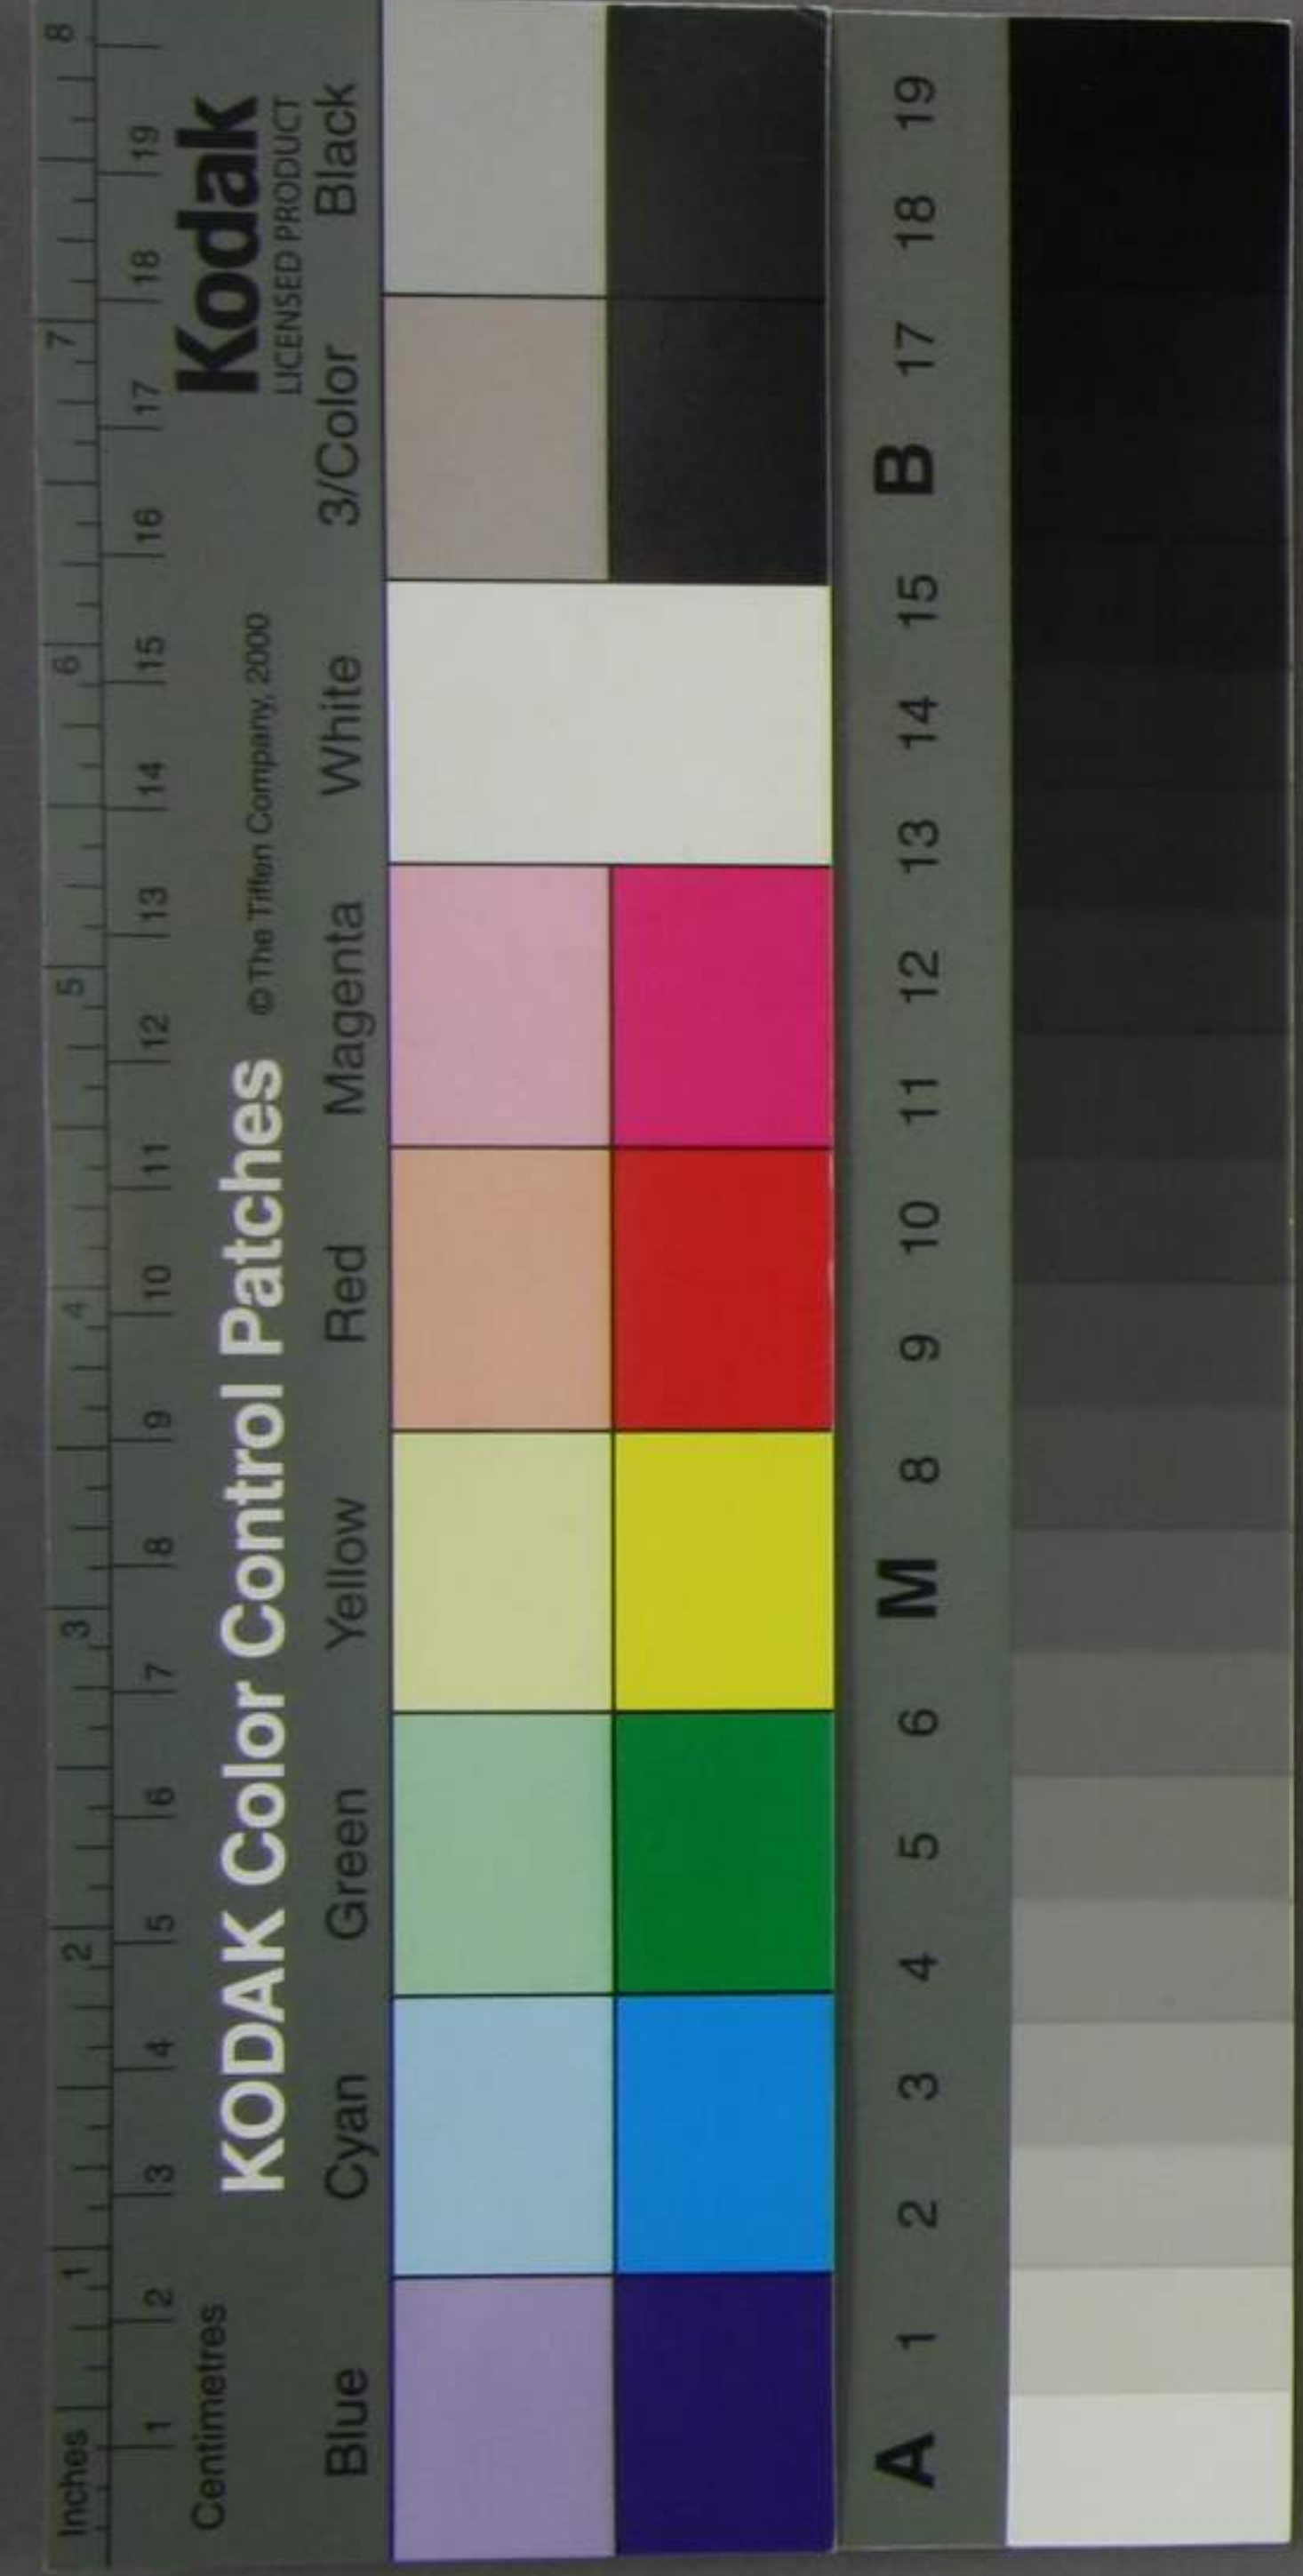 Inches 1 2 3 4 5 6 7 8
1 2 3 4 5 6 7 8 9 10 11 12 13 14 15 16 17 18 19
Centimetres
KODAK Color Control Patches © The Tiffen Company, 2000 Kodak
LICENSED PRODUCT
Blue Cyan Green Yellow Red Magenta White 3/Color Black
A 1 2 3 4 5 6 M 8 9 10 11 12 13 14 15 B 17 18 19